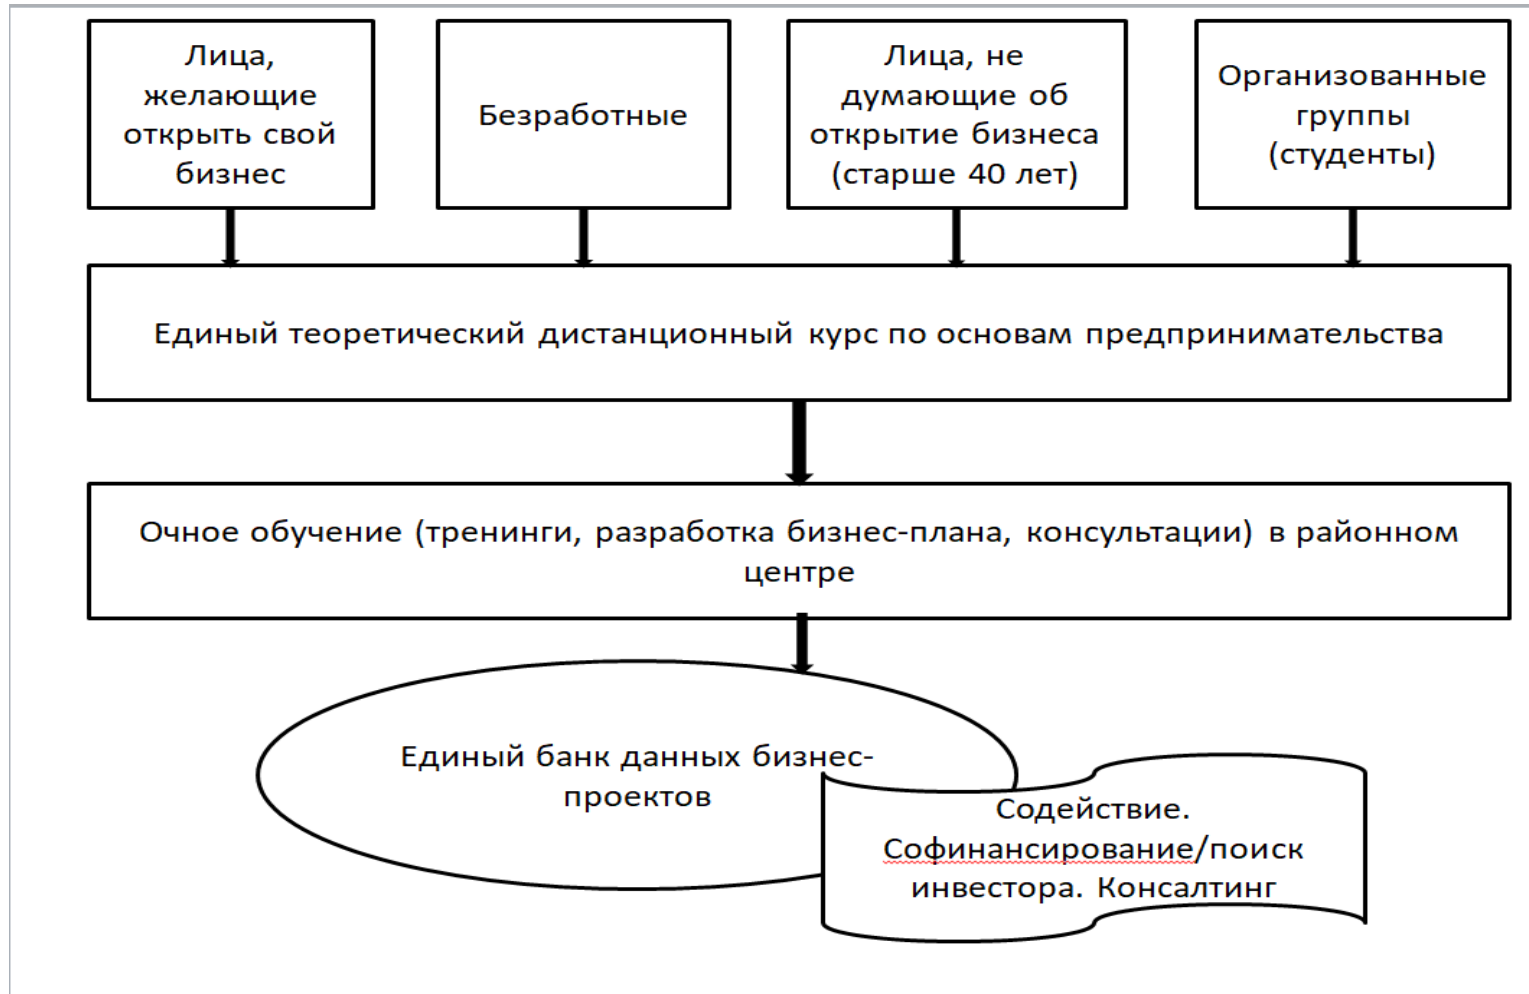 Лица,
желающие
открыть свой
бизнес
Безработные
Лица, не
думающие об
открытие бизнеса
(старше 40 лет)
Организованные
группы
(студенты)
Единый теоретический дистанционный курс по основам предпринимательства
Очное обучение (тренинги, разработка бизнес-плана, консультации) в районном
центре
Единый банк данных бизнес-
проектов
Содействие.
Софинансирование/поиск
инвестора. Консалтинг